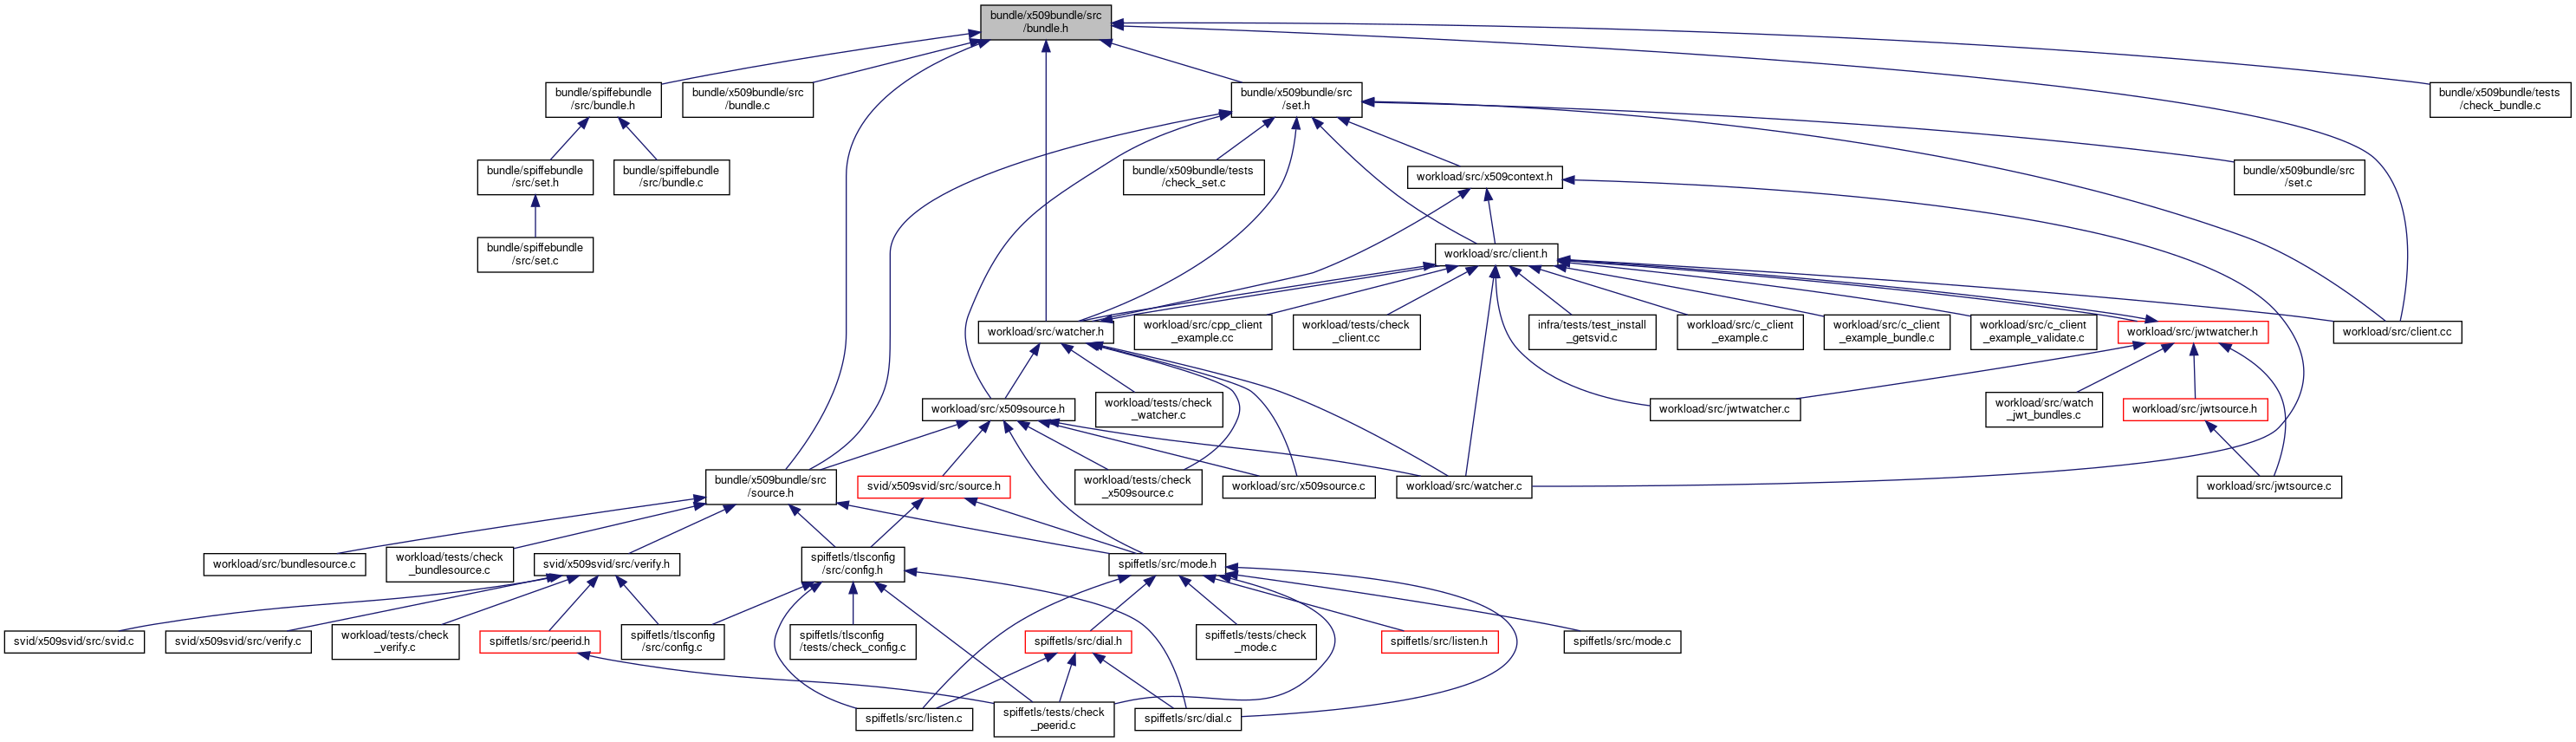 bundle/x509bundle/src
/bundle.h
bundle/spiffebundle
/src/bundle.h
bundle/x509bundle/src
/bundle.c
bundle/x509bundle/src
/set.h
bundle/x509bundle/tests
/check_bundle.c
bundle/spiffebundle
/src/set.h
bundle/spiffebundle
/src/bundle.c
bundle/x509bundle/tests
/check_set.c
workload/src/x509context.h
bundle/x509bundle/src
/set.c
bundle/spiffebundle
/src/set.c
workload/src/client.h
workload/src/watcher.h
workload/src/cpp_client
_example.cc
workload/tests/check
_client.cc
infra/tests/test_install
_getsvid.c
workload/src/c_client
_example.c
workload/src/c_client
_example_bundle.c
workload/src/c_client
_example_validate.c
workload/src/jwtwatcher.h
workload/src/client.cc
workload/src/x509source.h
workload/tests/check
_watcher.c
workload/src/jwtwatcher.c
workload/src/watch
_jwt_bundles.c
workload/src/jwtsource.h
bundle/x509bundle/src
/source.h
svid/x509svid/src/source.h
workload/tests/check
_x509source.c
workload/src/x509source.c
workload/src/watcher.c
workload/src/jwtsource.c
workload/src/bundlesource.c
workload/tests/check
_bundlesource.c
svid/x509svid/src/verify.h
spiffetls/tlsconfig
/src/config.h
spiffetls/src/mode.h
svid/x509svid/src/svid.c
svid/x509svid/src/verify.c
workload/tests/check
_verify.c
spiffetls/src/peerid.h
spiffetls/tlsconfig
/src/config.c
spiffetls/tlsconfig
/tests/check_config.c
spiffetls/src/dial.h
spiffetls/tests/check
_mode.c
spiffetls/src/listen.h
spiffetls/src/mode.c
spiffetls/src/listen.c
spiffetls/tests/check
_peerid.c
spiffetls/src/dial.c